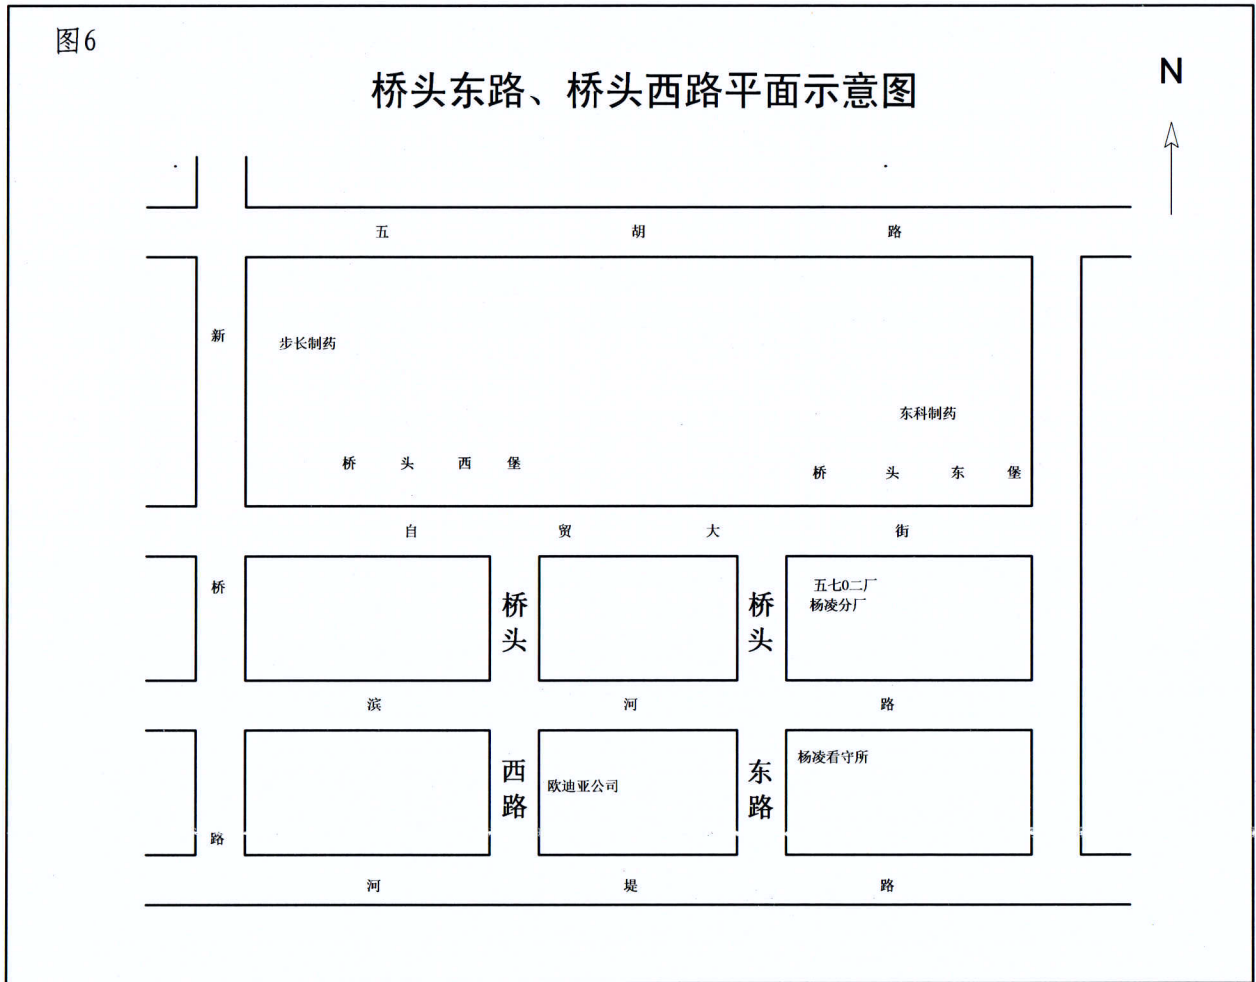 图6
N
桥头东路、桥头西路平面示意图
五胡路
新桥路
步长制药
东科制药
桥头西堡
桥头东堡
自贸大街
桥头西路
桥头东路
五七0二厂
杨凌分厂
滨河路
杨凌看守所
欧迪亚公司
河堤路